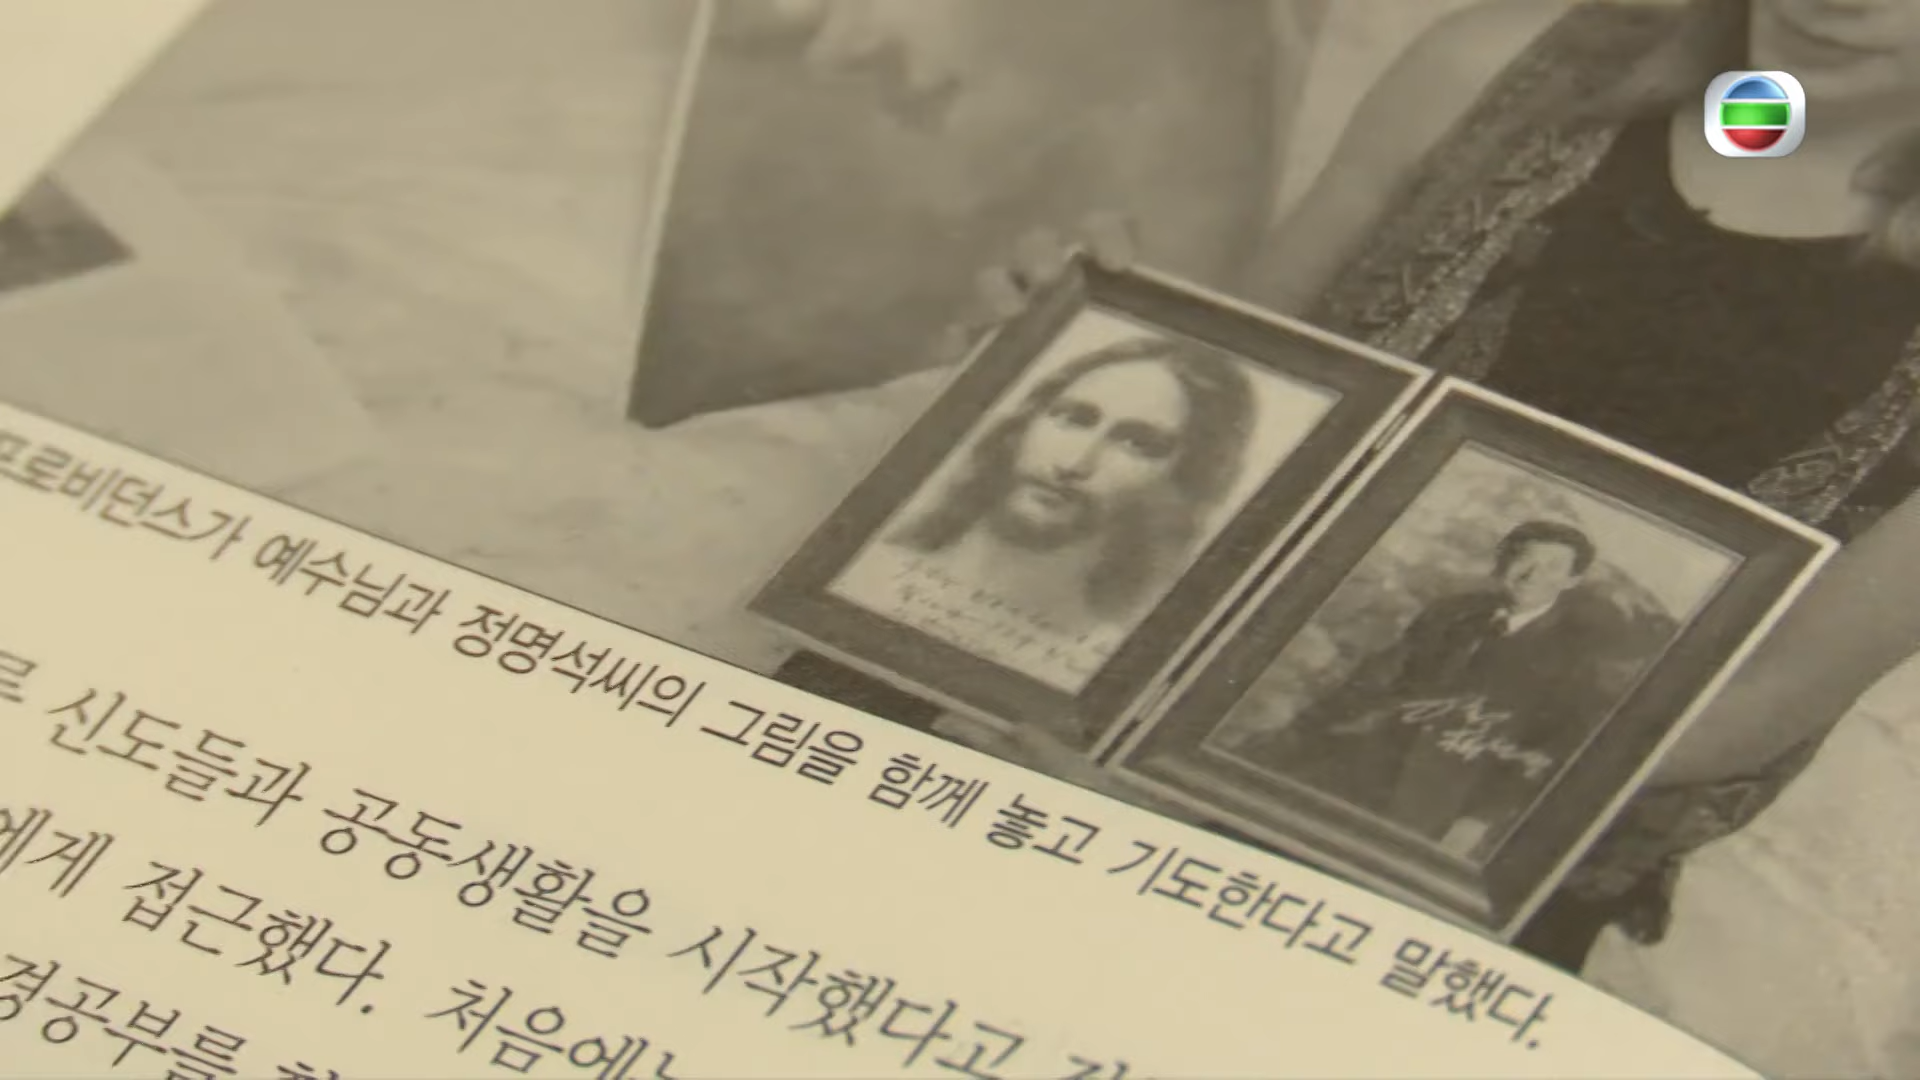 프로비던스가 예수님과 정명석씨의 그림을 함께 놓고 기도한다고 말했다.
신도들과 공동생활을 시작했다고
에게 접근했다. 처음에는
경공부를